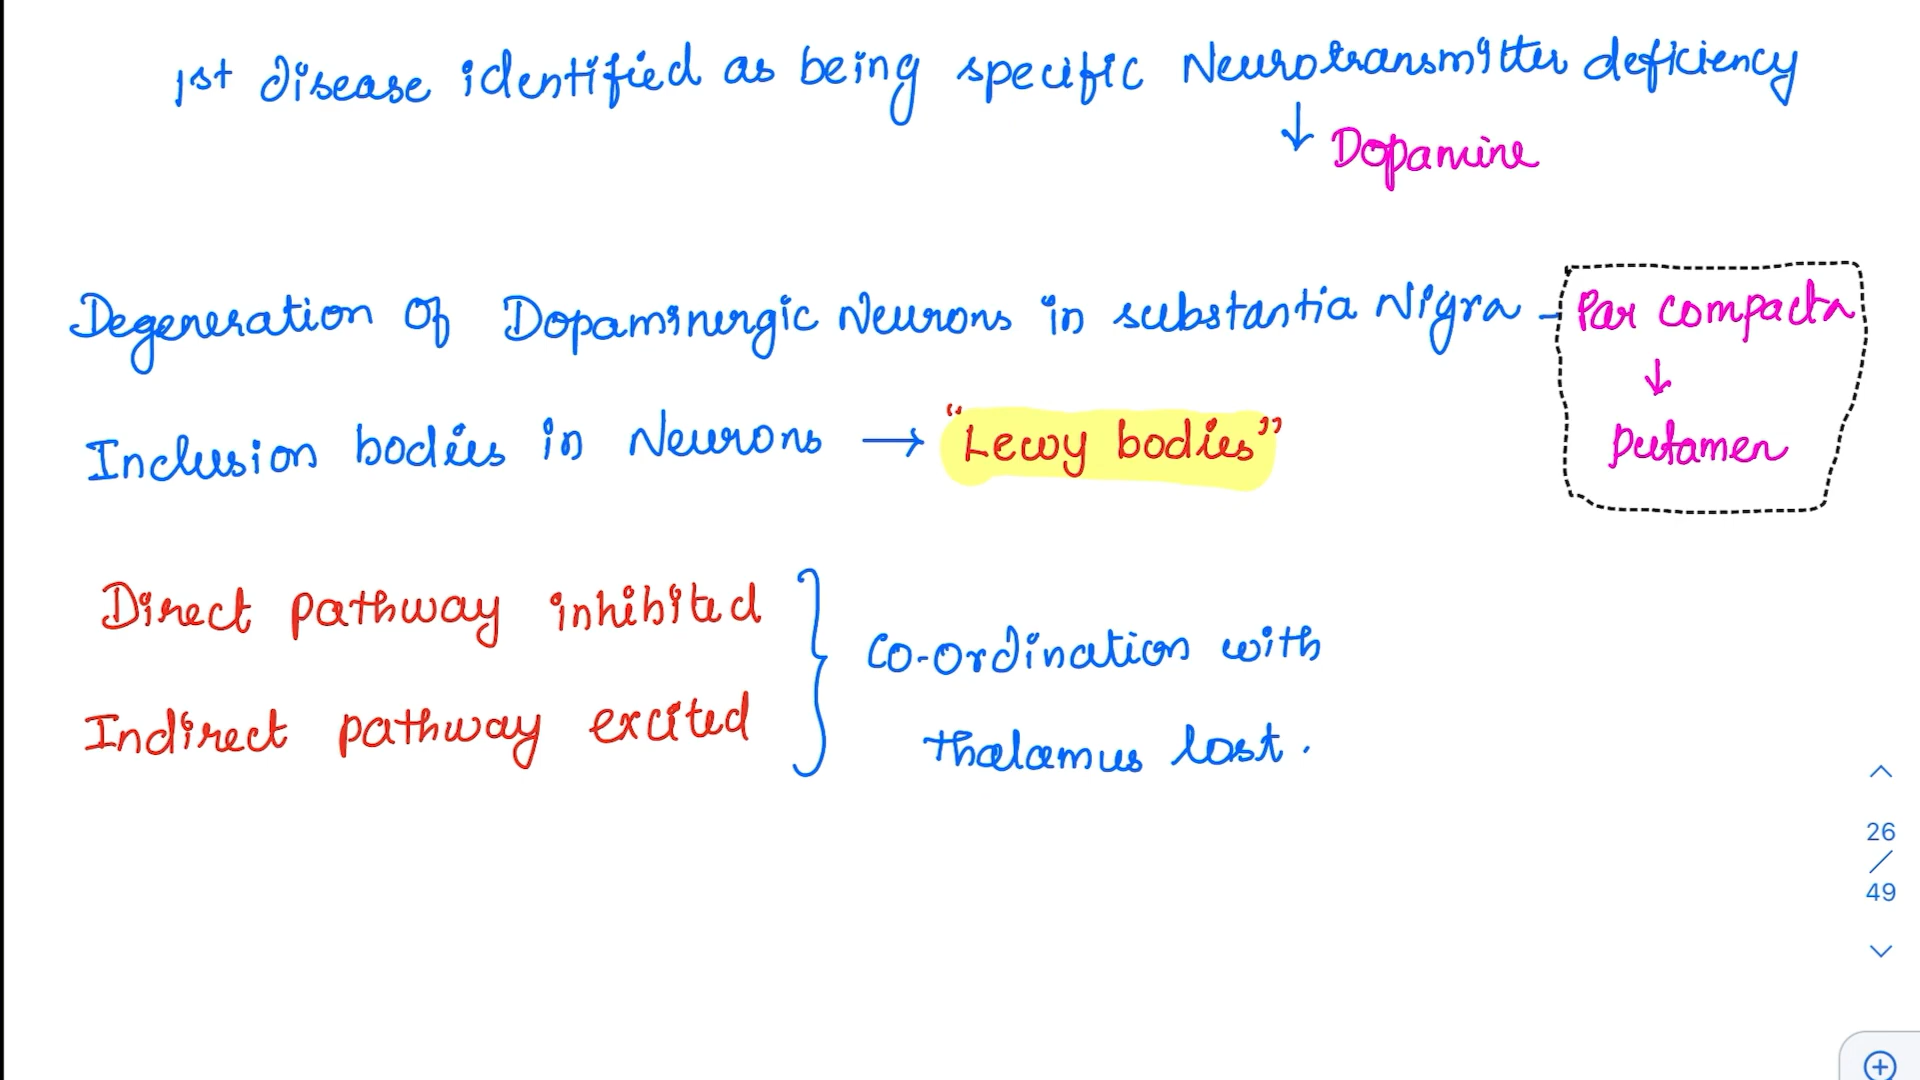 1st disease identified as being specific Neurotransmitter deficiency
↓ Dopamine
Degeneration of Dopaminergic Neurons in substantia Nigra - Par compacta
↓
Putamen
Inclusion bodies in Neurons → "Lewy bodies"
Direct pathway inhibited
Indirect pathway excited
Co-ordination with
thalamus lost.
26
/
49